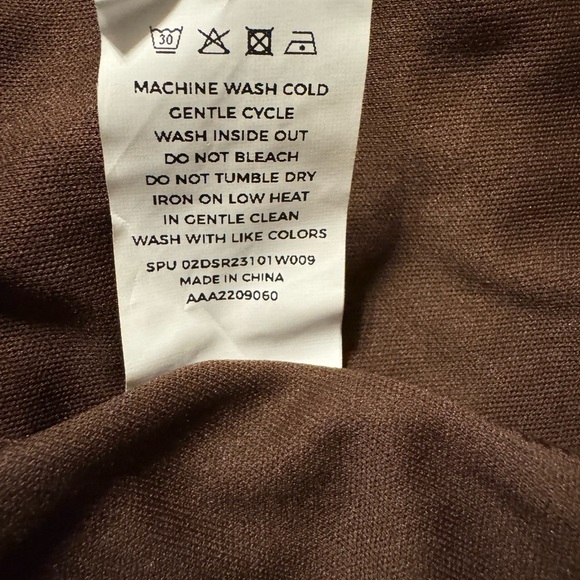 30
MACHINE WASH COLD
GENTLE CYCLE
WASH INSIDE OUT
DO NOT BLEACH
DO NOT TUMBLE DRY
IRON ON LOW HEAT
IN GENTLE CLEAN
WASH WITH LIKE COLORS
SPU 02DSR23101W009
MADE IN CHINA
AAA2209060